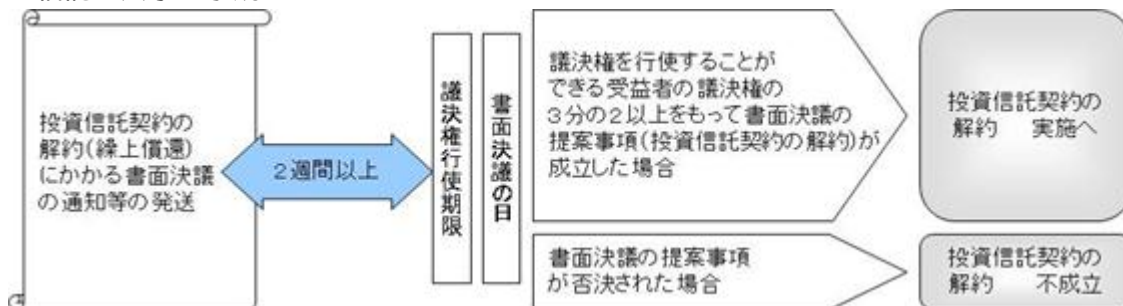 投資信託契約の
解約(繰上償還)
にかかる書面決議
の通知等の発送
2週間以上
議決権行使期限
書面決議の日
議決権を行使することが
できる受益者の議決権の
3分の2以上をもって書面決議の
提案事項(投資信託契約の解約)が
成立した場合
投資信託契約の
解約 実施へ
書面決議の提案事項
が否決された場合
投資信託契約の
解約 不成立